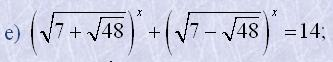 е) (√(7 + √48))^x + (√(7 − √48))^x = 14;